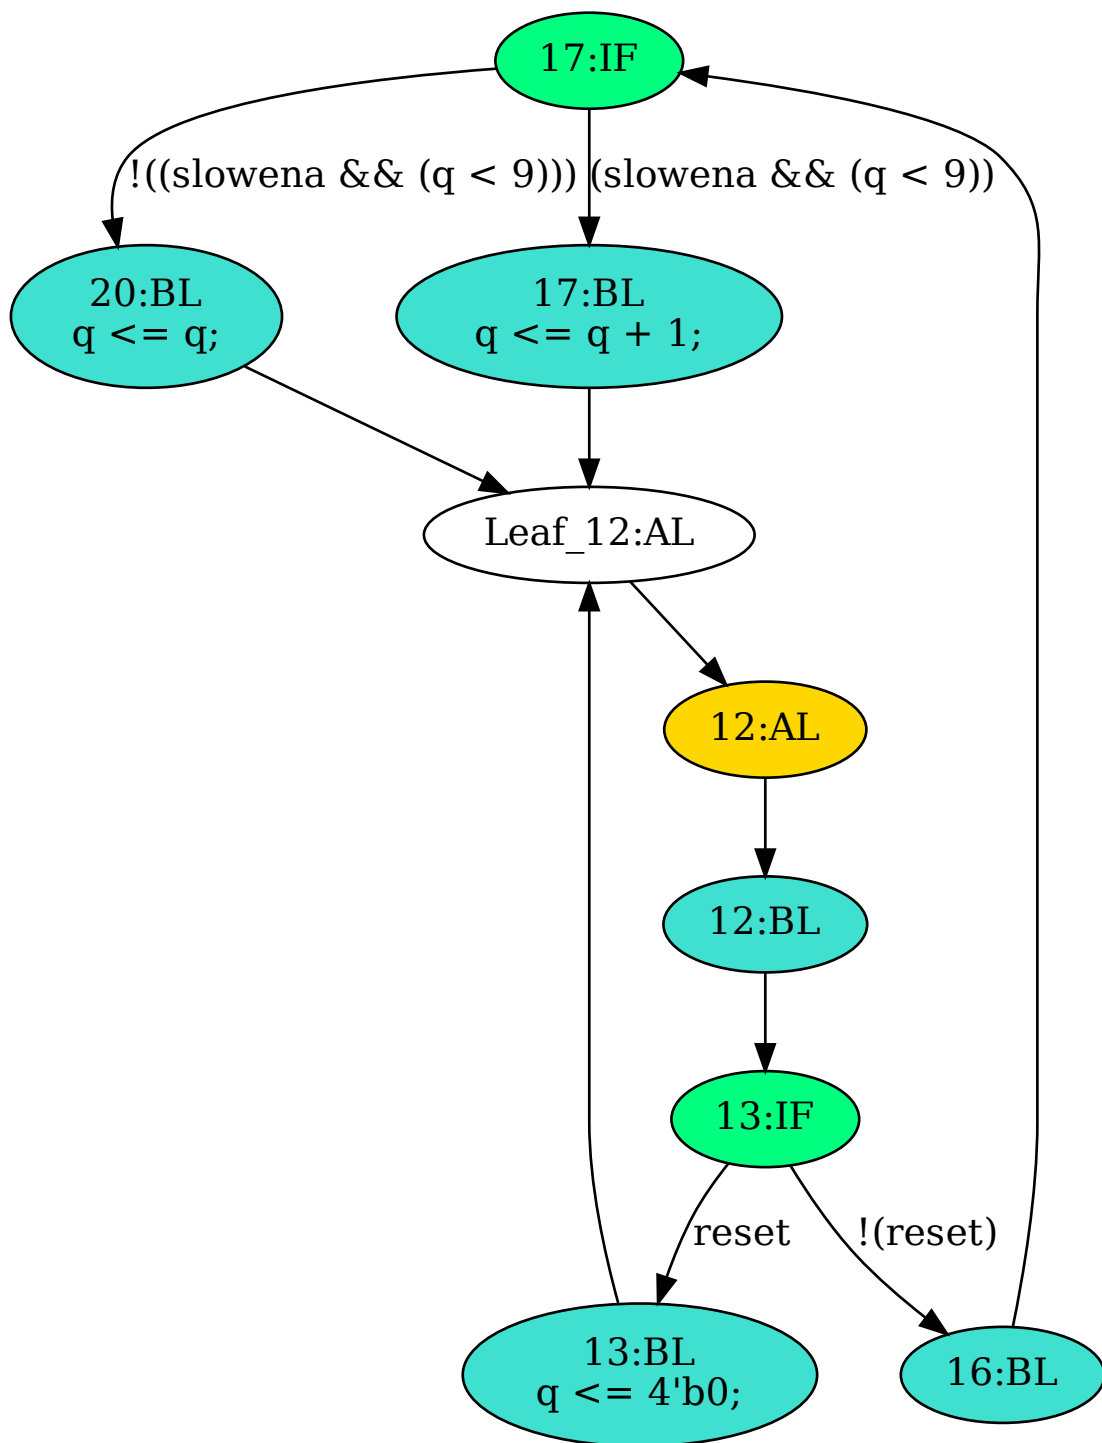 17:IF
!((slowena && (q < 9)))
(slowena && (q < 9))
20:BL
q <= q;
17:BL
q <= q + 1;
Leaf_12:AL
12:AL
12:BL
13:IF
reset
!(reset)
13:BL
q <= 4'b0;
16:BL